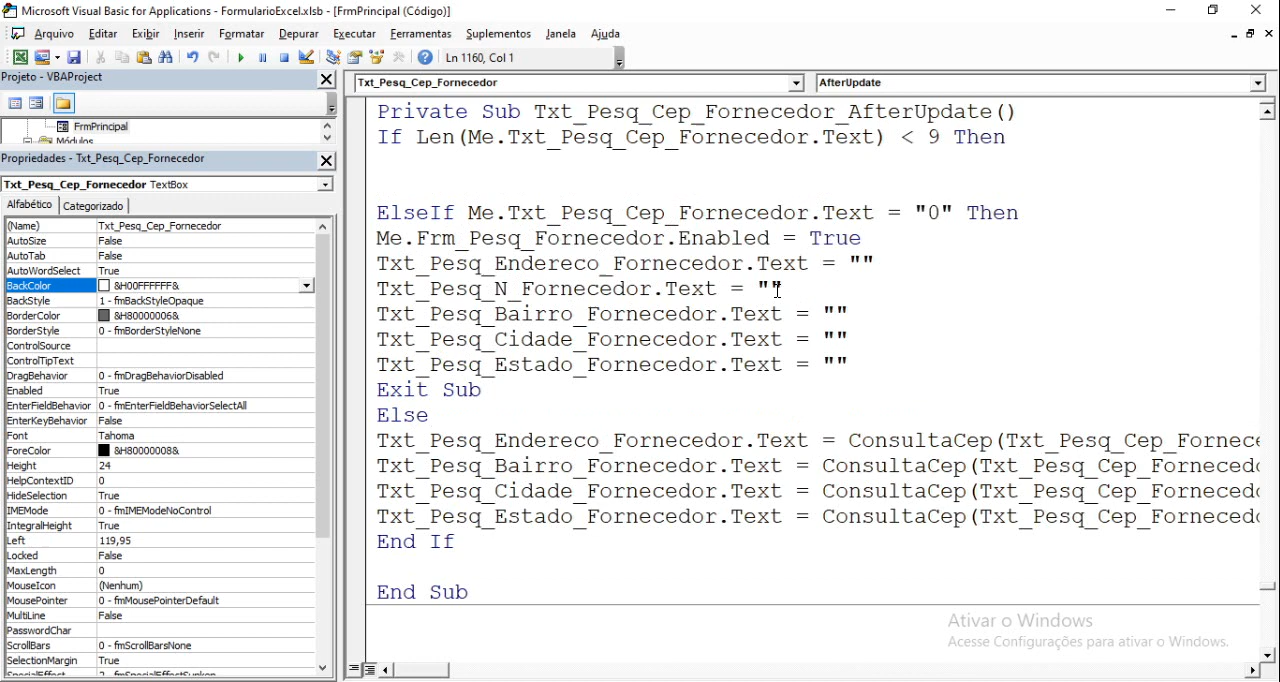 Microsoft Visual Basic for Applications - FormularioExcel.xlsb - [FrmPrincipal (Código)]
Arquivo Editar Exibir Inserir Formatar Depurar Executar Ferramentas Suplementos Janela Ajuda
Ln 1160, Col 1
Projeto - VBAProject
FrmPrincipal
Módulos
Propriedades - Txt_Pesq_Cep_Fornecedor
Txt_Pesq_Cep_Fornecedor TextBox
Alfabético Categorizado
(Name) Txt_Pesq_Cep_Fornecedor
AutoSize False
AutoTab False
AutoWordSelect True
BackColor &H00FFFFFF&
BackStyle 1 - fmBackStyleOpaque
BorderColor &H80000006&
BorderStyle 0 - fmBorderStyleNone
ControlSource
ControlTipText
DragBehavior 0 - fmDragBehaviorDisabled
Enabled True
EnterFieldBehavior 0 - fmEnterFieldBehaviorSelectAll
EnterKeyBehavior False
Font Tahoma
ForeColor &H80000008&
Height 24
HelpContextID 0
HideSelection True
IMEMode 0 - fmIMEModeNoControl
IntegralHeight True
Left 119,95
Locked False
MaxLength 0
MouseIcon (Nenhum)
MousePointer 0 - fmMousePointerDefault
MultiLine False
PasswordChar
ScrollBars 0 - fmScrollBarsNone
SelectionMargin True
SpecialEffect 2 - fmSpecialEffectSunken
Txt_Pesq_Cep_Fornecedor AfterUpdate
Private Sub Txt_Pesq_Cep_Fornecedor_AfterUpdate()
If Len(Me.Txt_Pesq_Cep_Fornecedor.Text) < 9 Then
ElseIf Me.Txt_Pesq_Cep_Fornecedor.Text = "0" Then
Me.Frm_Pesq_Fornecedor.Enabled = True
Txt_Pesq_Endereco_Fornecedor.Text = ""
Txt_Pesq_N_Fornecedor.Text = ""
Txt_Pesq_Bairro_Fornecedor.Text = ""
Txt_Pesq_Cidade_Fornecedor.Text = ""
Txt_Pesq_Estado_Fornecedor.Text = ""
Exit Sub
Else
Txt_Pesq_Endereco_Fornecedor.Text = ConsultaCep(Txt_Pesq_Cep_Fornece
Txt_Pesq_Bairro_Fornecedor.Text = ConsultaCep(Txt_Pesq_Cep_Fornecedo
Txt_Pesq_Cidade_Fornecedor.Text = ConsultaCep(Txt_Pesq_Cep_Fornecedo
Txt_Pesq_Estado_Fornecedor.Text = ConsultaCep(Txt_Pesq_Cep_Fornecedo
End If
End Sub
Ativar o Windows
Acesse Configurações para ativar o Windows.